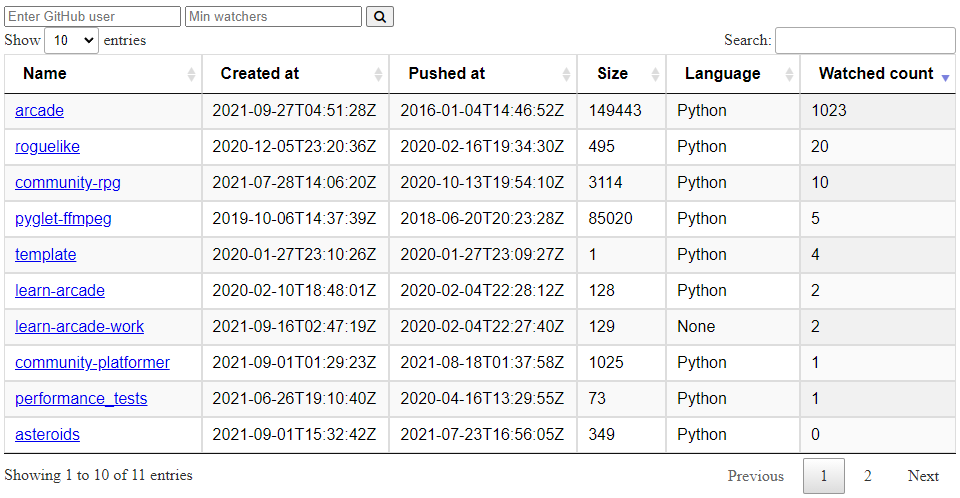 Enter GitHub user Min watchers
Show 10 entries Search:
Name Created at Pushed at Size Language Watched count
arcade 2021-09-27T04:51:28Z 2016-01-04T14:46:52Z 149443 Python 1023
roguelike 2020-12-05T23:20:36Z 2020-02-16T19:34:30Z 495 Python 20
community-rpg 2021-07-28T14:06:20Z 2020-10-13T19:54:10Z 3114 Python 10
pyglet-ffmpeg 2019-10-06T14:37:39Z 2018-06-20T20:23:28Z 85020 Python 5
template 2020-01-27T23:10:26Z 2020-01-27T23:09:27Z 1 Python 4
learn-arcade 2020-02-10T18:48:01Z 2020-02-04T22:28:12Z 128 Python 2
learn-arcade-work 2021-09-16T02:47:19Z 2020-02-04T22:27:40Z 129 None 2
community-platformer 2021-09-01T01:29:23Z 2021-08-18T01:37:58Z 1025 Python 1
performance_tests 2021-06-26T19:10:40Z 2020-04-16T13:29:55Z 73 Python 1
asteroids 2021-09-01T15:32:42Z 2021-07-23T16:56:05Z 349 Python 0
Showing 1 to 10 of 11 entries Previous 1 2 Next